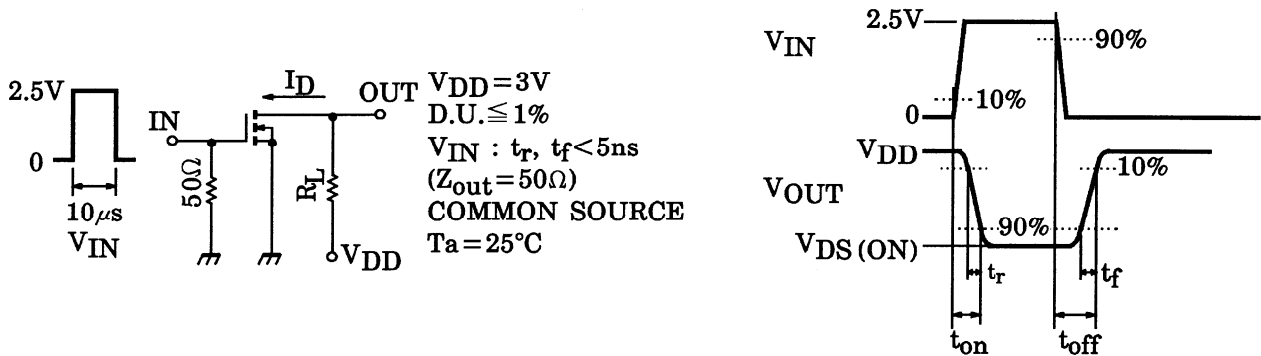 2.5V
0
10μs
VIN
IN
50Ω
ID
OUT
RL
VDD
VDD=3V
D.U.≦1%
VIN : tr, tf<5ns
(Zout=50Ω)
COMMON SOURCE
Ta=25°C
VIN
2.5V
90%
10%
0
VDD
10%
VOUT
90%
VDS(ON)
tr
tf
ton
toff